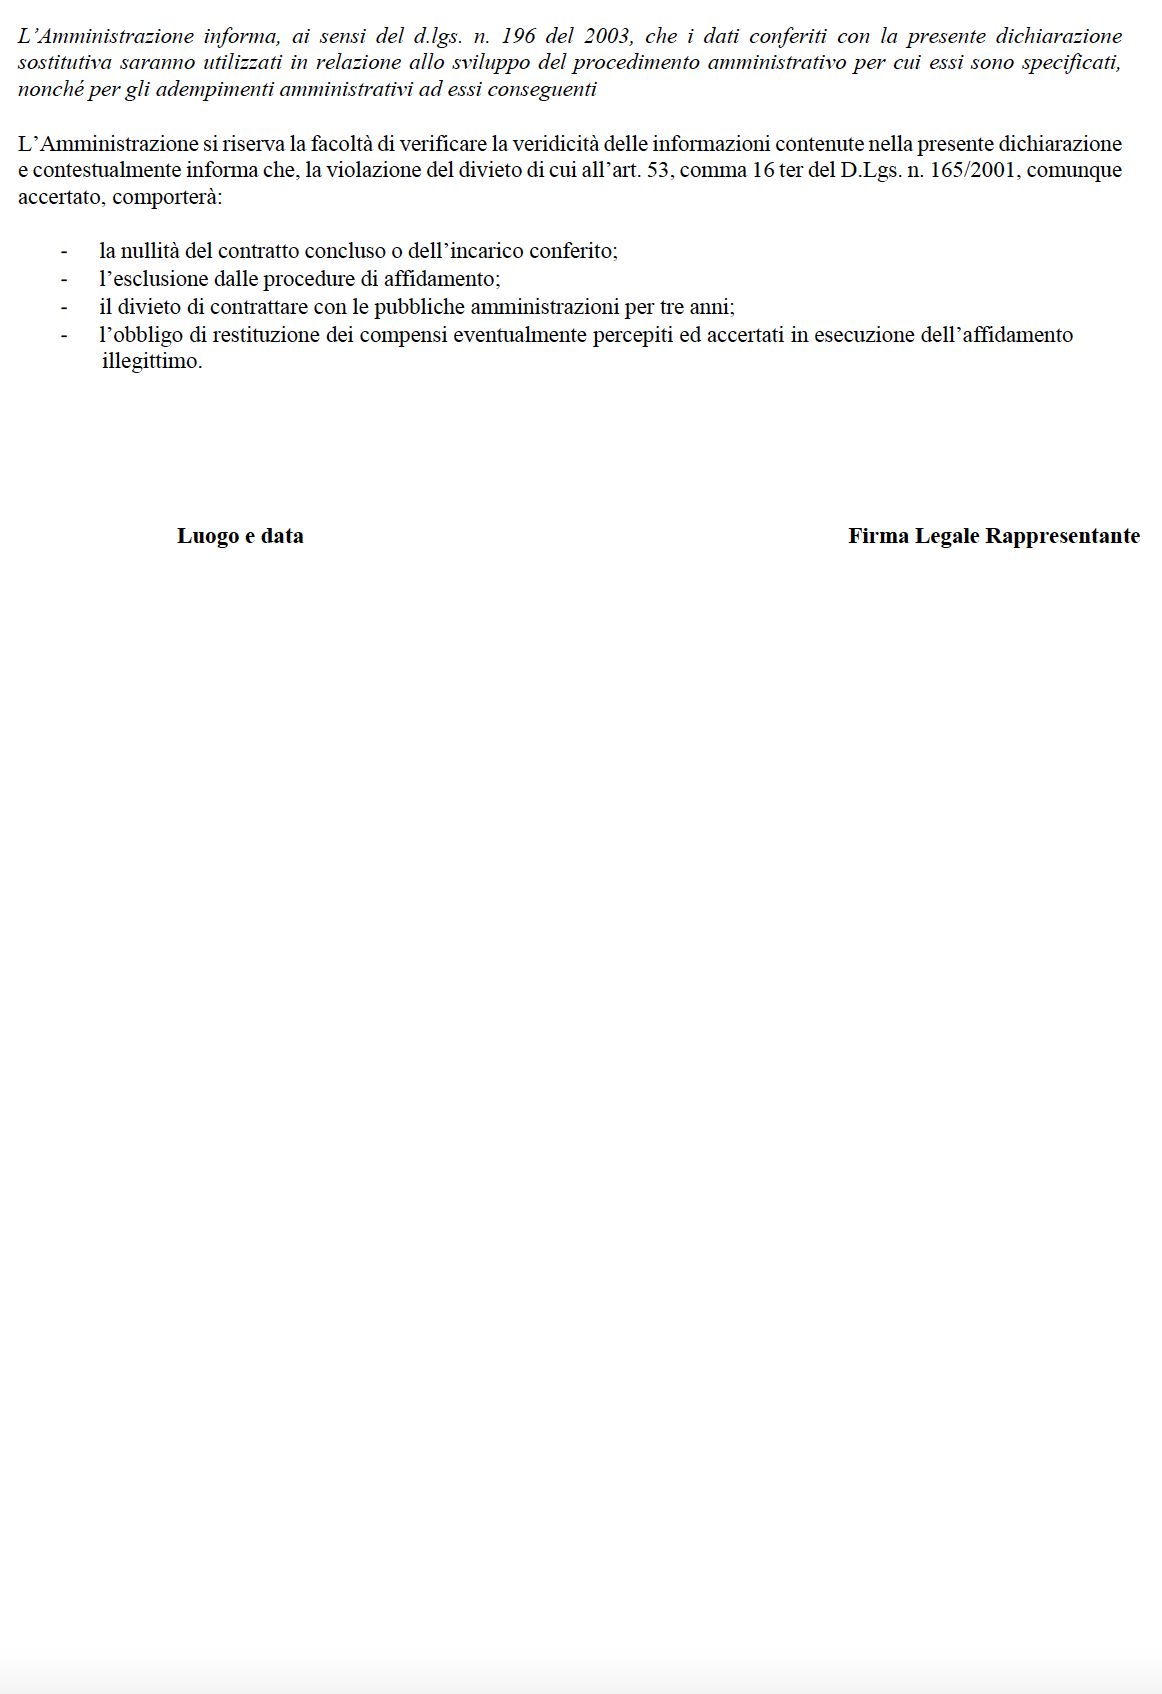 L’Amministrazione informa, ai sensi del d.lgs. n. 196 del 2003, che i dati conferiti con la presente dichiarazione
sostitutiva saranno utilizzati in relazione allo sviluppo del procedimento amministrativo per cui essi sono specificati,
nonché per gli adempimenti amministrativi ad essi conseguenti
L’Amministrazione si riserva la facoltà di verificare la veridicità delle informazioni contenute nella presente dichiarazione
e contestualmente informa che, la violazione del divieto di cui all’art. 53, comma 16 ter del D.Lgs. n. 165/2001, comunque
accertato, comporterà:
- la nullità del contratto concluso o dell’incarico conferito;
- l’esclusione dalle procedure di affidamento;
- il divieto di contrattare con le pubbliche amministrazioni per tre anni;
- l’obbligo di restituzione dei compensi eventualmente percepiti ed accertati in esecuzione dell’affidamento
illegittimo.
Luogo e data Firma Legale Rappresentante